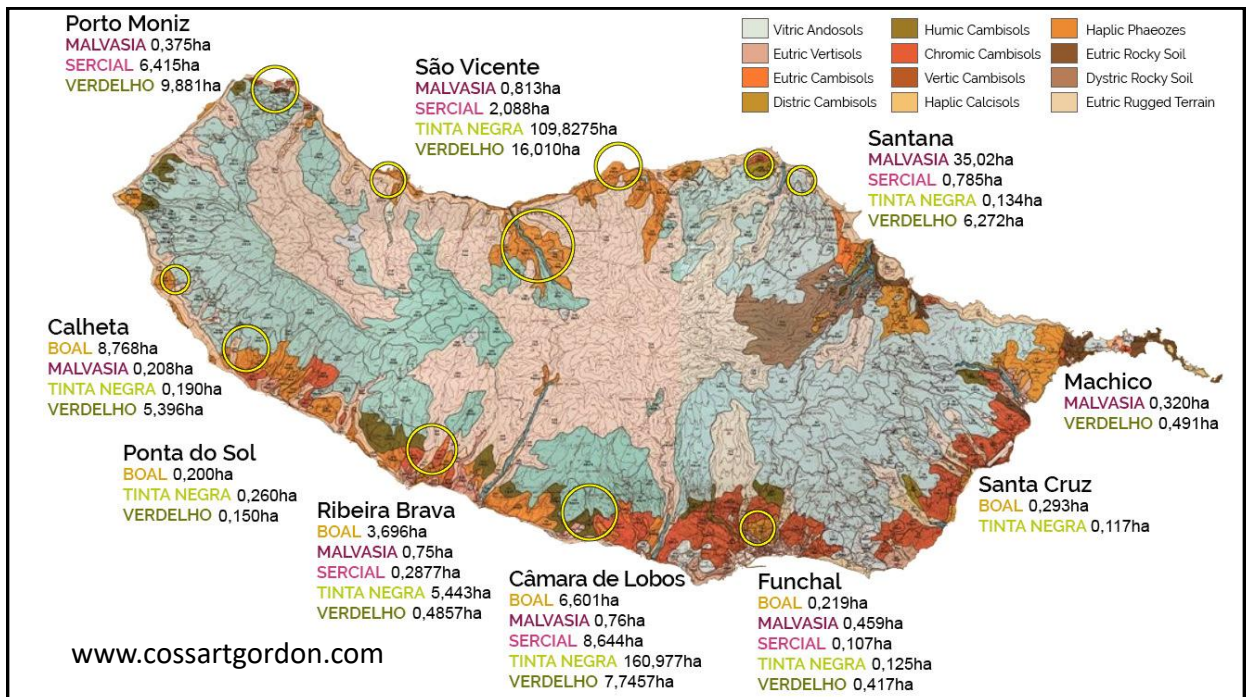 Porto Moniz
MALVASIA 0,375ha
SERCIAL 6,415ha
VERDELHO 9,881ha
São Vicente
MALVASIA 0,813ha
SERCIAL 2,088ha
TINTA NEGRA 109,8275ha
VERDELHO 16,010ha
Vitric Andosols
Eutric Vertisols
Eutric Cambisols
Distric Cambisols
Humic Cambisols
Chromic Cambisols
Vertic Cambisols
Haplic Calcisols
Haplic Phaeozes
Eutric Rocky Soil
Dystric Rocky Soil
Eutric Rugged Terrain
Santana
MALVASIA 35,02ha
SERCIAL 0,785ha
TINTA NEGRA 0,134ha
VERDELHO 6,272ha
Calheta
BOAL 8,768ha
MALVASIA 0,208ha
TINTA NEGRA 0,190ha
VERDELHO 5,396ha
Machico
MALVASIA 0,320ha
VERDELHO 0,491ha
Ponta do Sol
BOAL 0,200ha
TINTA NEGRA 0,260ha
VERDELHO 0,150ha
Santa Cruz
BOAL 0,293ha
TINTA NEGRA 0,117ha
Ribeira Brava
BOAL 3,696ha
MALVASIA 0,75ha
SERCIAL 0,2877ha
TINTA NEGRA 5,443ha
VERDELHO 0,4857ha
Câmara de Lobos
BOAL 6,601ha
MALVASIA 0,76ha
SERCIAL 8,644ha
TINTA NEGRA 160,977ha
VERDELHO 7,7457ha
Funchal
BOAL 0,219ha
MALVASIA 0,459ha
SERCIAL 0,107ha
TINTA NEGRA 0,125ha
VERDELHO 0,417ha
www.cossartgordon.com